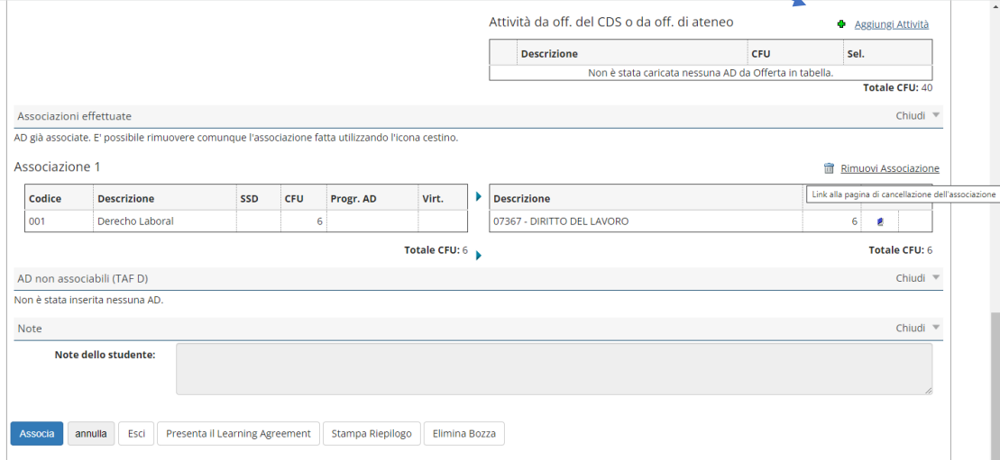 Attività da off. del CDS o da off. di ateneo
Aggiungi Attività
Descrizione CFU Sel.
Non è stata caricata nessuna AD da Offerta in tabella.
Totale CFU: 40
Associazioni effettuate Chiudi
AD già associate. E' possibile rimuovere comunque l'associazione fatta utilizzando l'icona cestino.
Associazione 1 Rimuovi Associazione
Link alla pagina di cancellazione dell'associazione
Codice Descrizione SSD CFU Progr. AD Virt. Descrizione
001 Derecho Laboral 6 07367 - DIRITTO DEL LAVORO 6
Totale CFU: 6 Totale CFU: 6
AD non associabili (TAF D) Chiudi
Non è stata inserita nessuna AD.
Note Chiudi
Note dello studente:
Associa annulla Esci Presenta il Learning Agreement Stampa Riepilogo Elimina Bozza